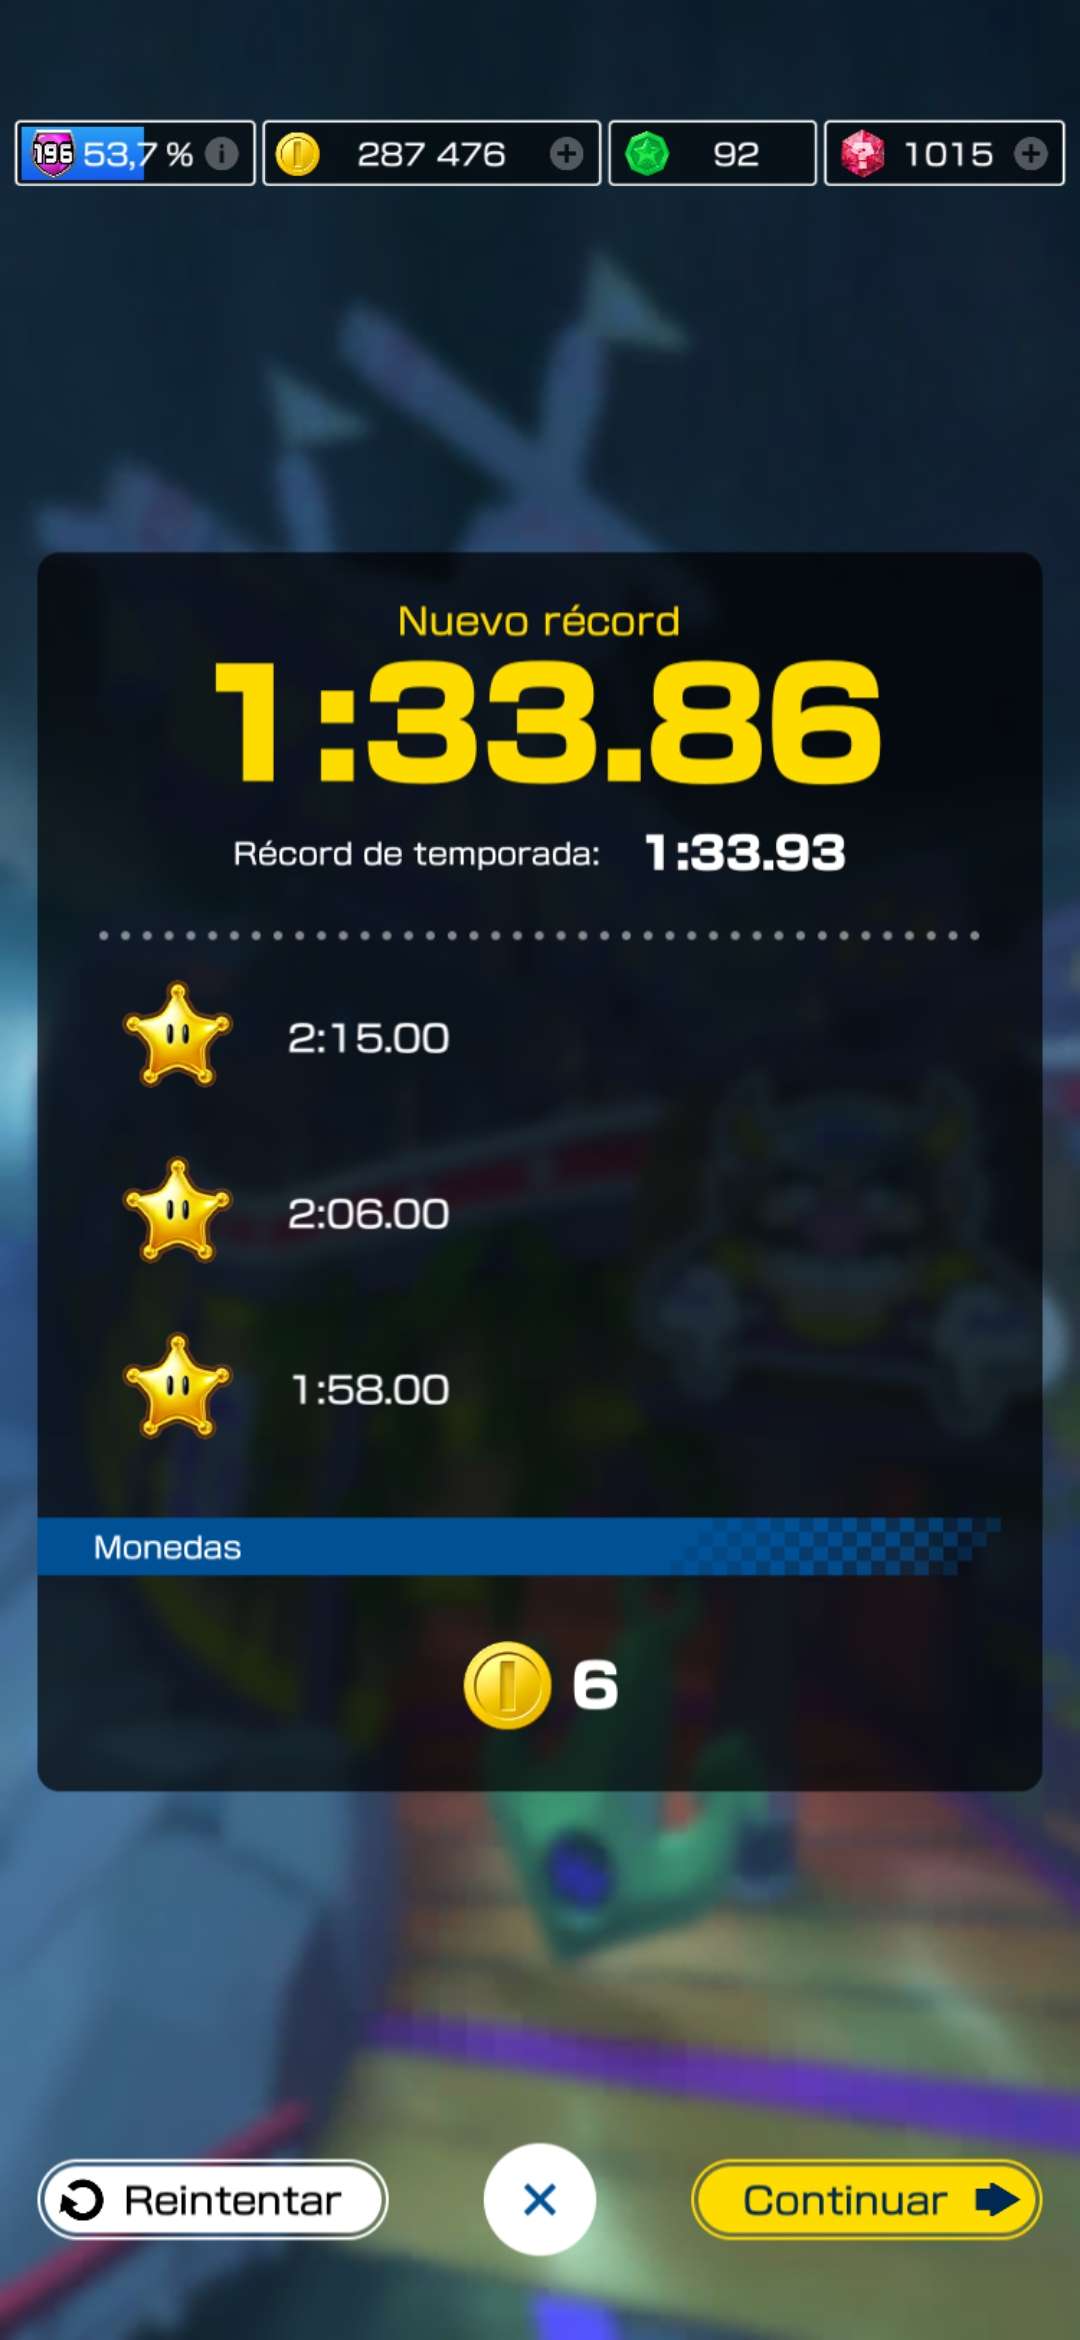 196 53,7 % i 287 476 + 92 1015 +
Nuevo récord
1:33.86
Récord de temporada: 1:33.93
2:15.00
2:06.00
1:58.00
Monedas
6
Reintentar × Continuar